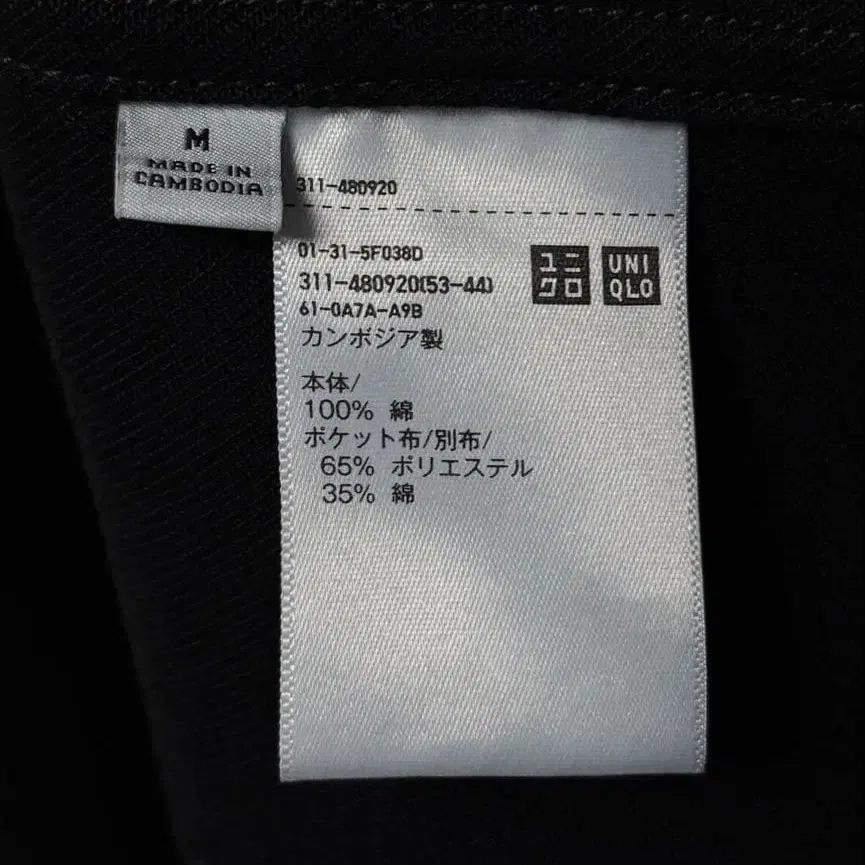 M
MADE IN
CAMBODIA
311-480920
01-31-5F038D
311-480920(53-44)
61-0A7A-A9B
カンボジア製
ユニ
クロ
UNI
QLO
本体/
100% 綿
ポケット布/別布/
65% ポリエステル
35% 綿